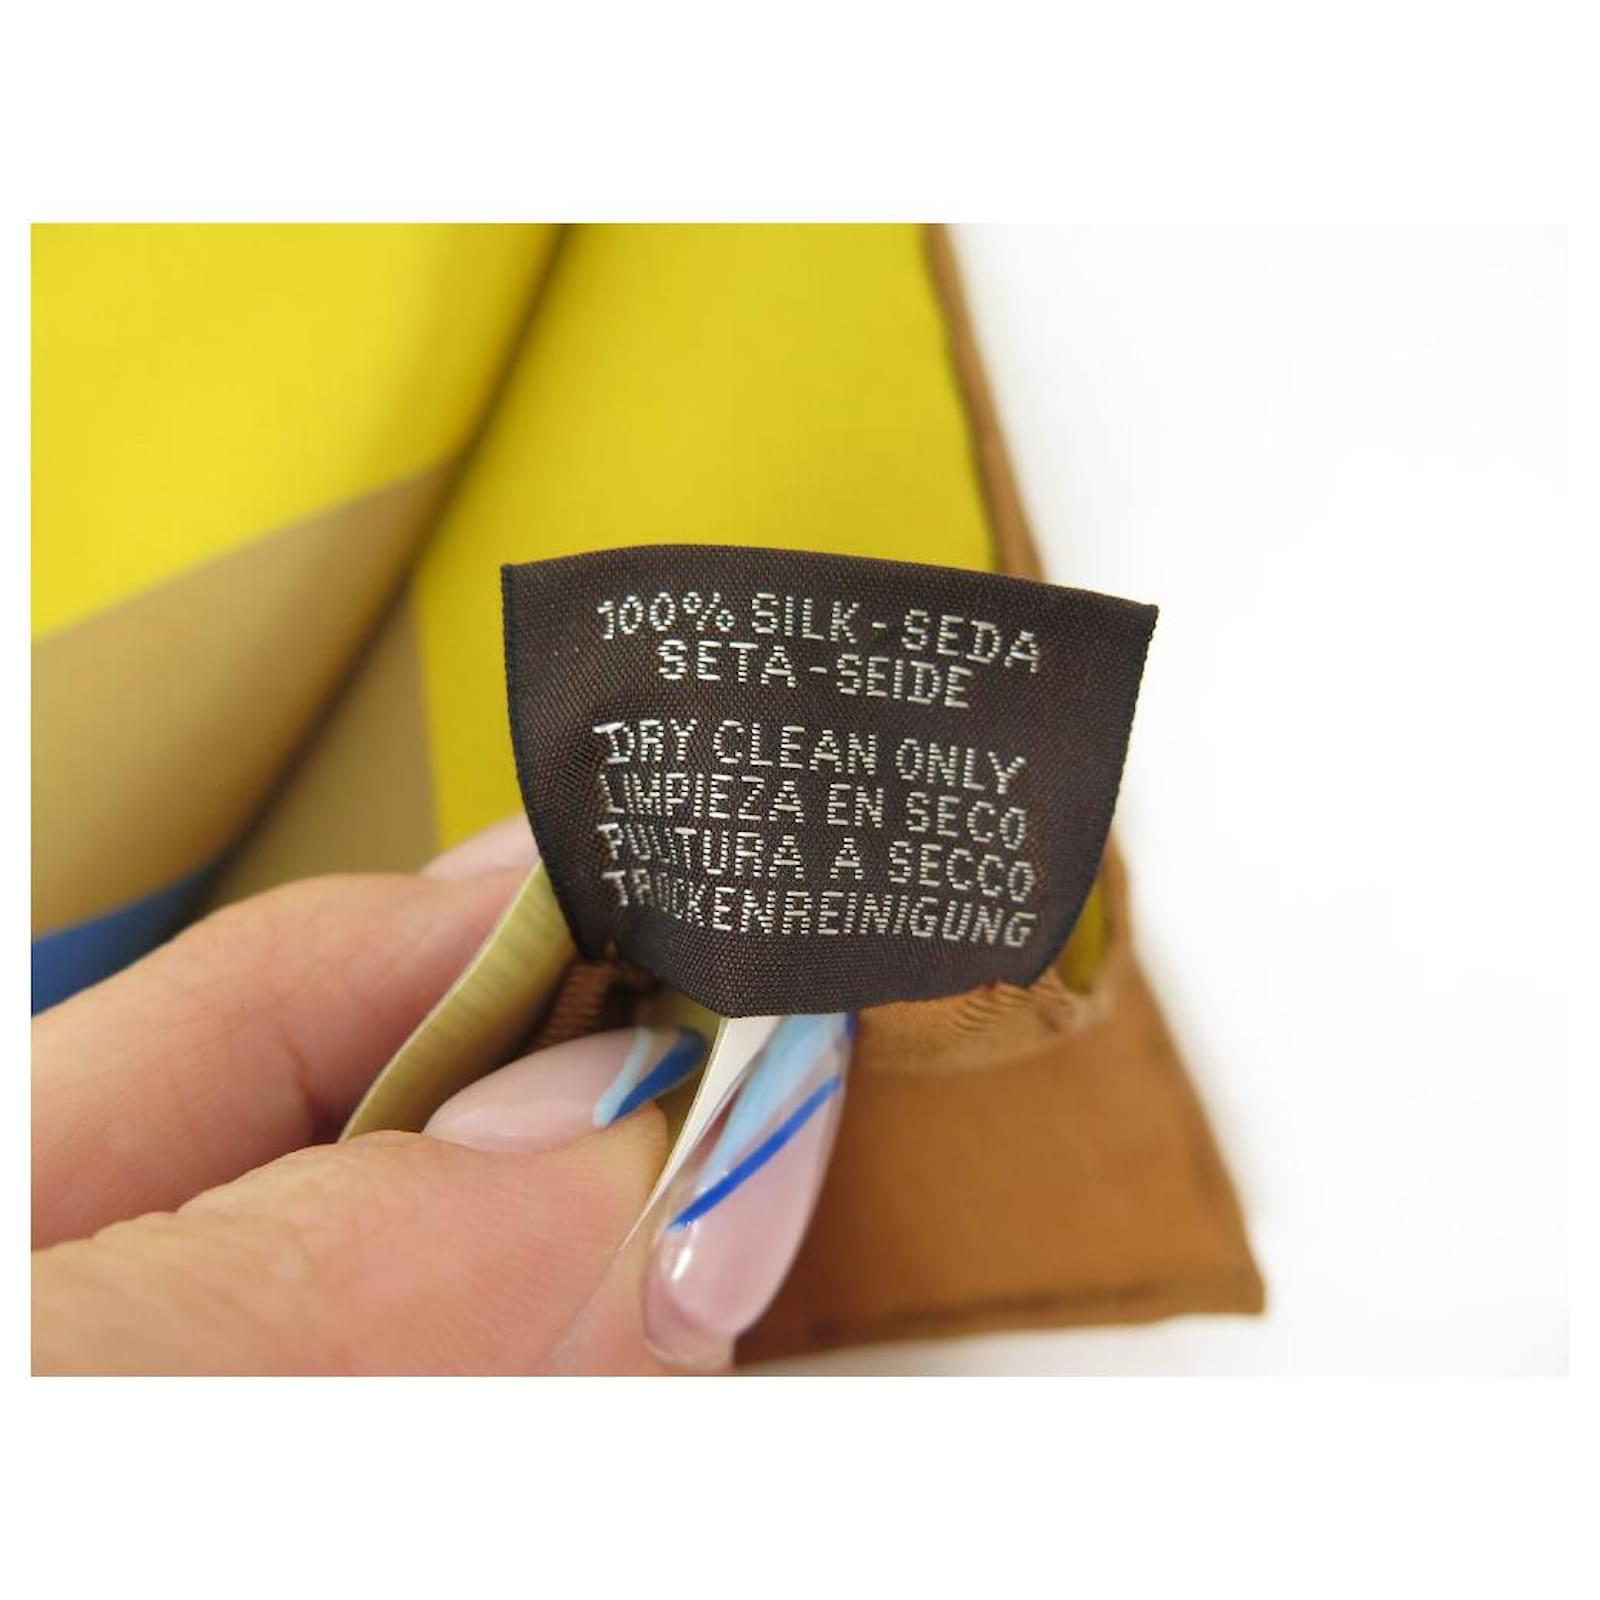 100% SILK - SEDA
SETA - SEIDE
DRY CLEAN ONLY
LIMPIEZA EN SECO
PULITURA A SECCO
TROCKENREINIGUNG